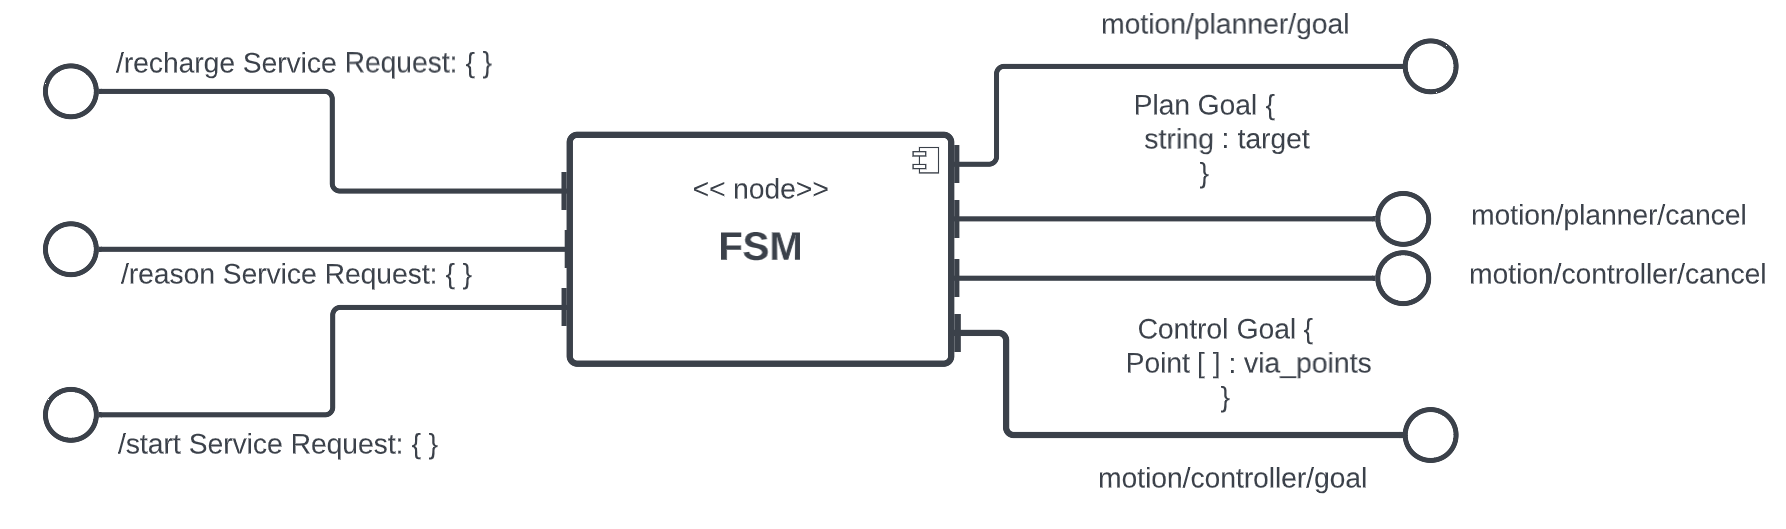 /recharge Service Request: { }
/reason Service Request: { }
/start Service Request: { }
<< node>>
FSM
motion/planner/goal
Plan Goal {
string : target
}
motion/planner/cancel
motion/controller/cancel
Control Goal {
Point [ ] : via_points
}
motion/controller/goal